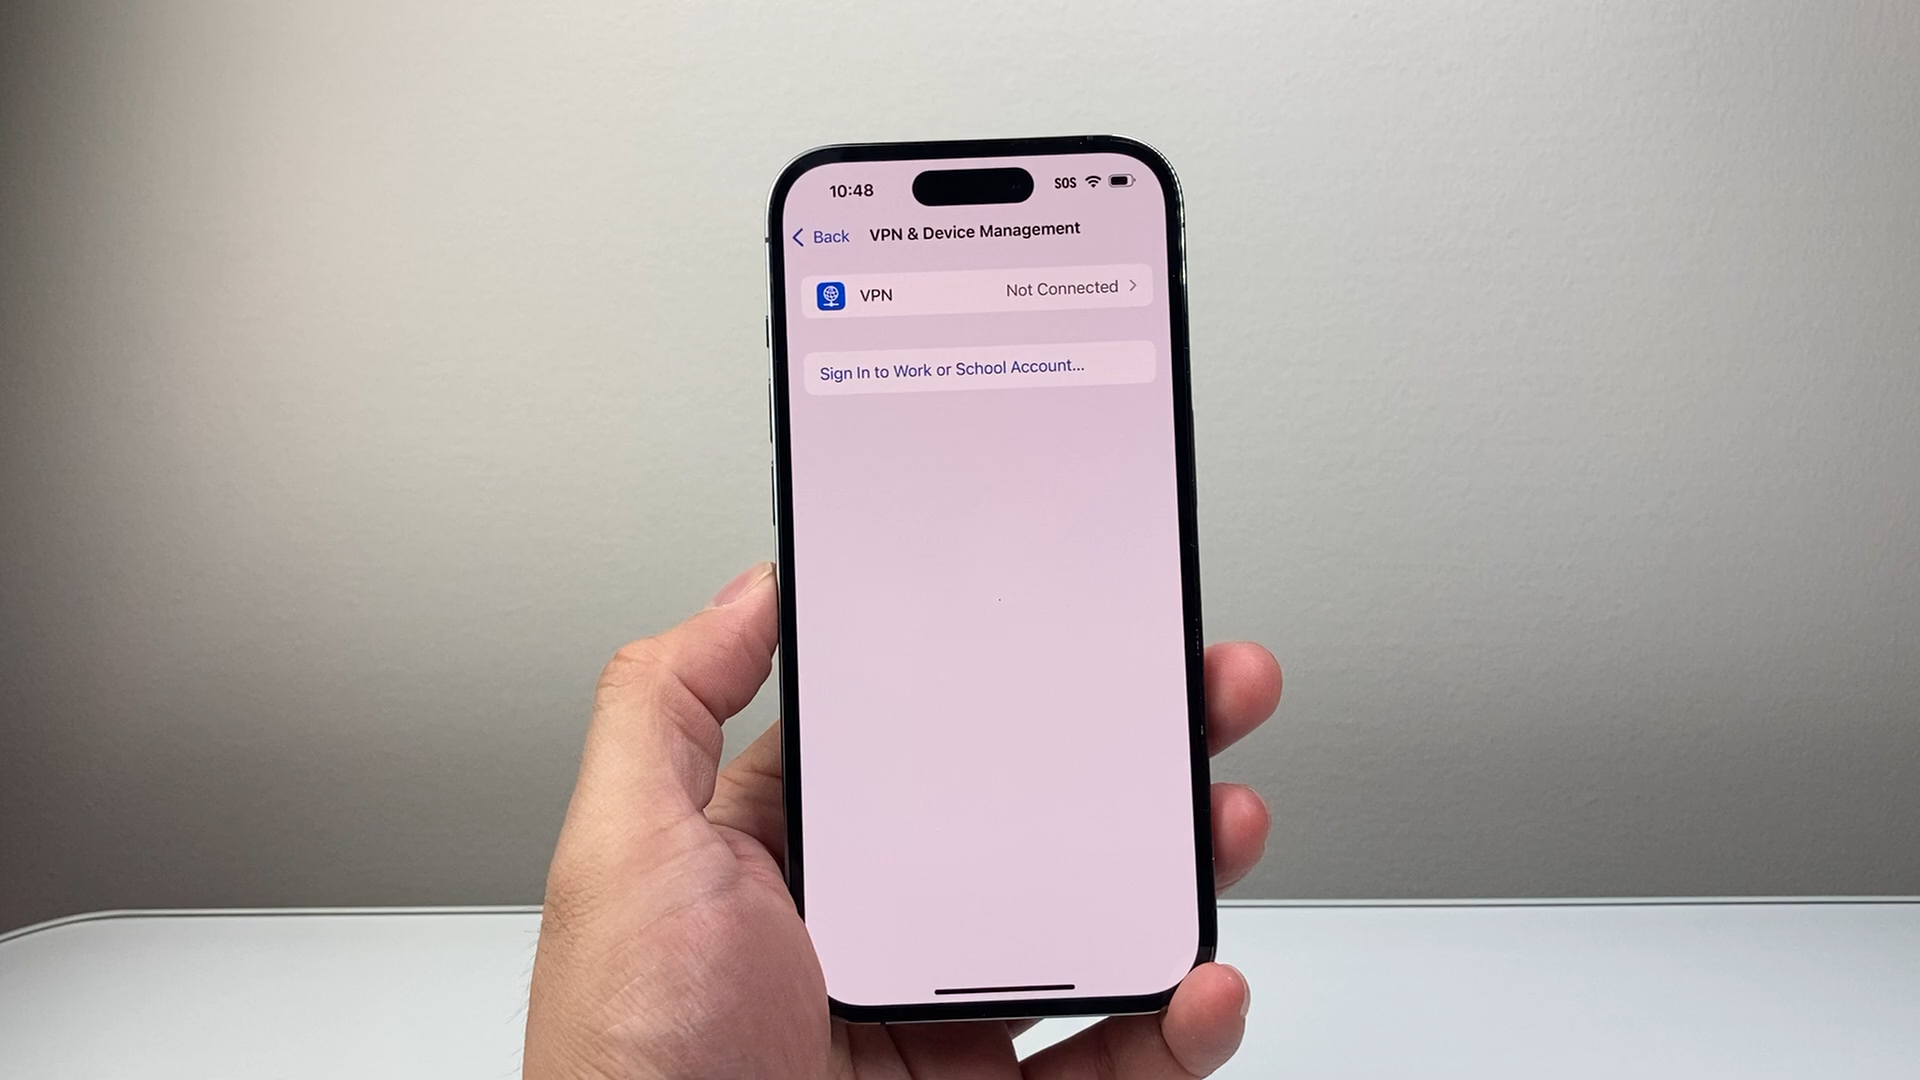 10:48
SOS
Back
VPN & Device Management
VPN
Not Connected
Sign In to Work or School Account...